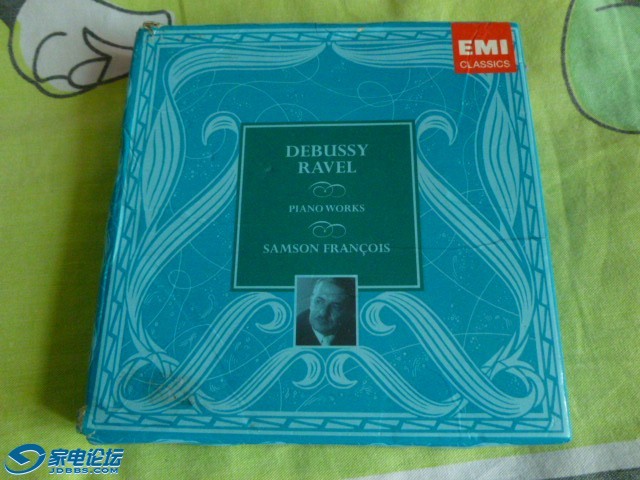 EMI
CLASSICS
DEBUSSY
RAVEL
PIANO WORKS
SAMSON FRANÇOIS
家电论坛
JDBBS.COM